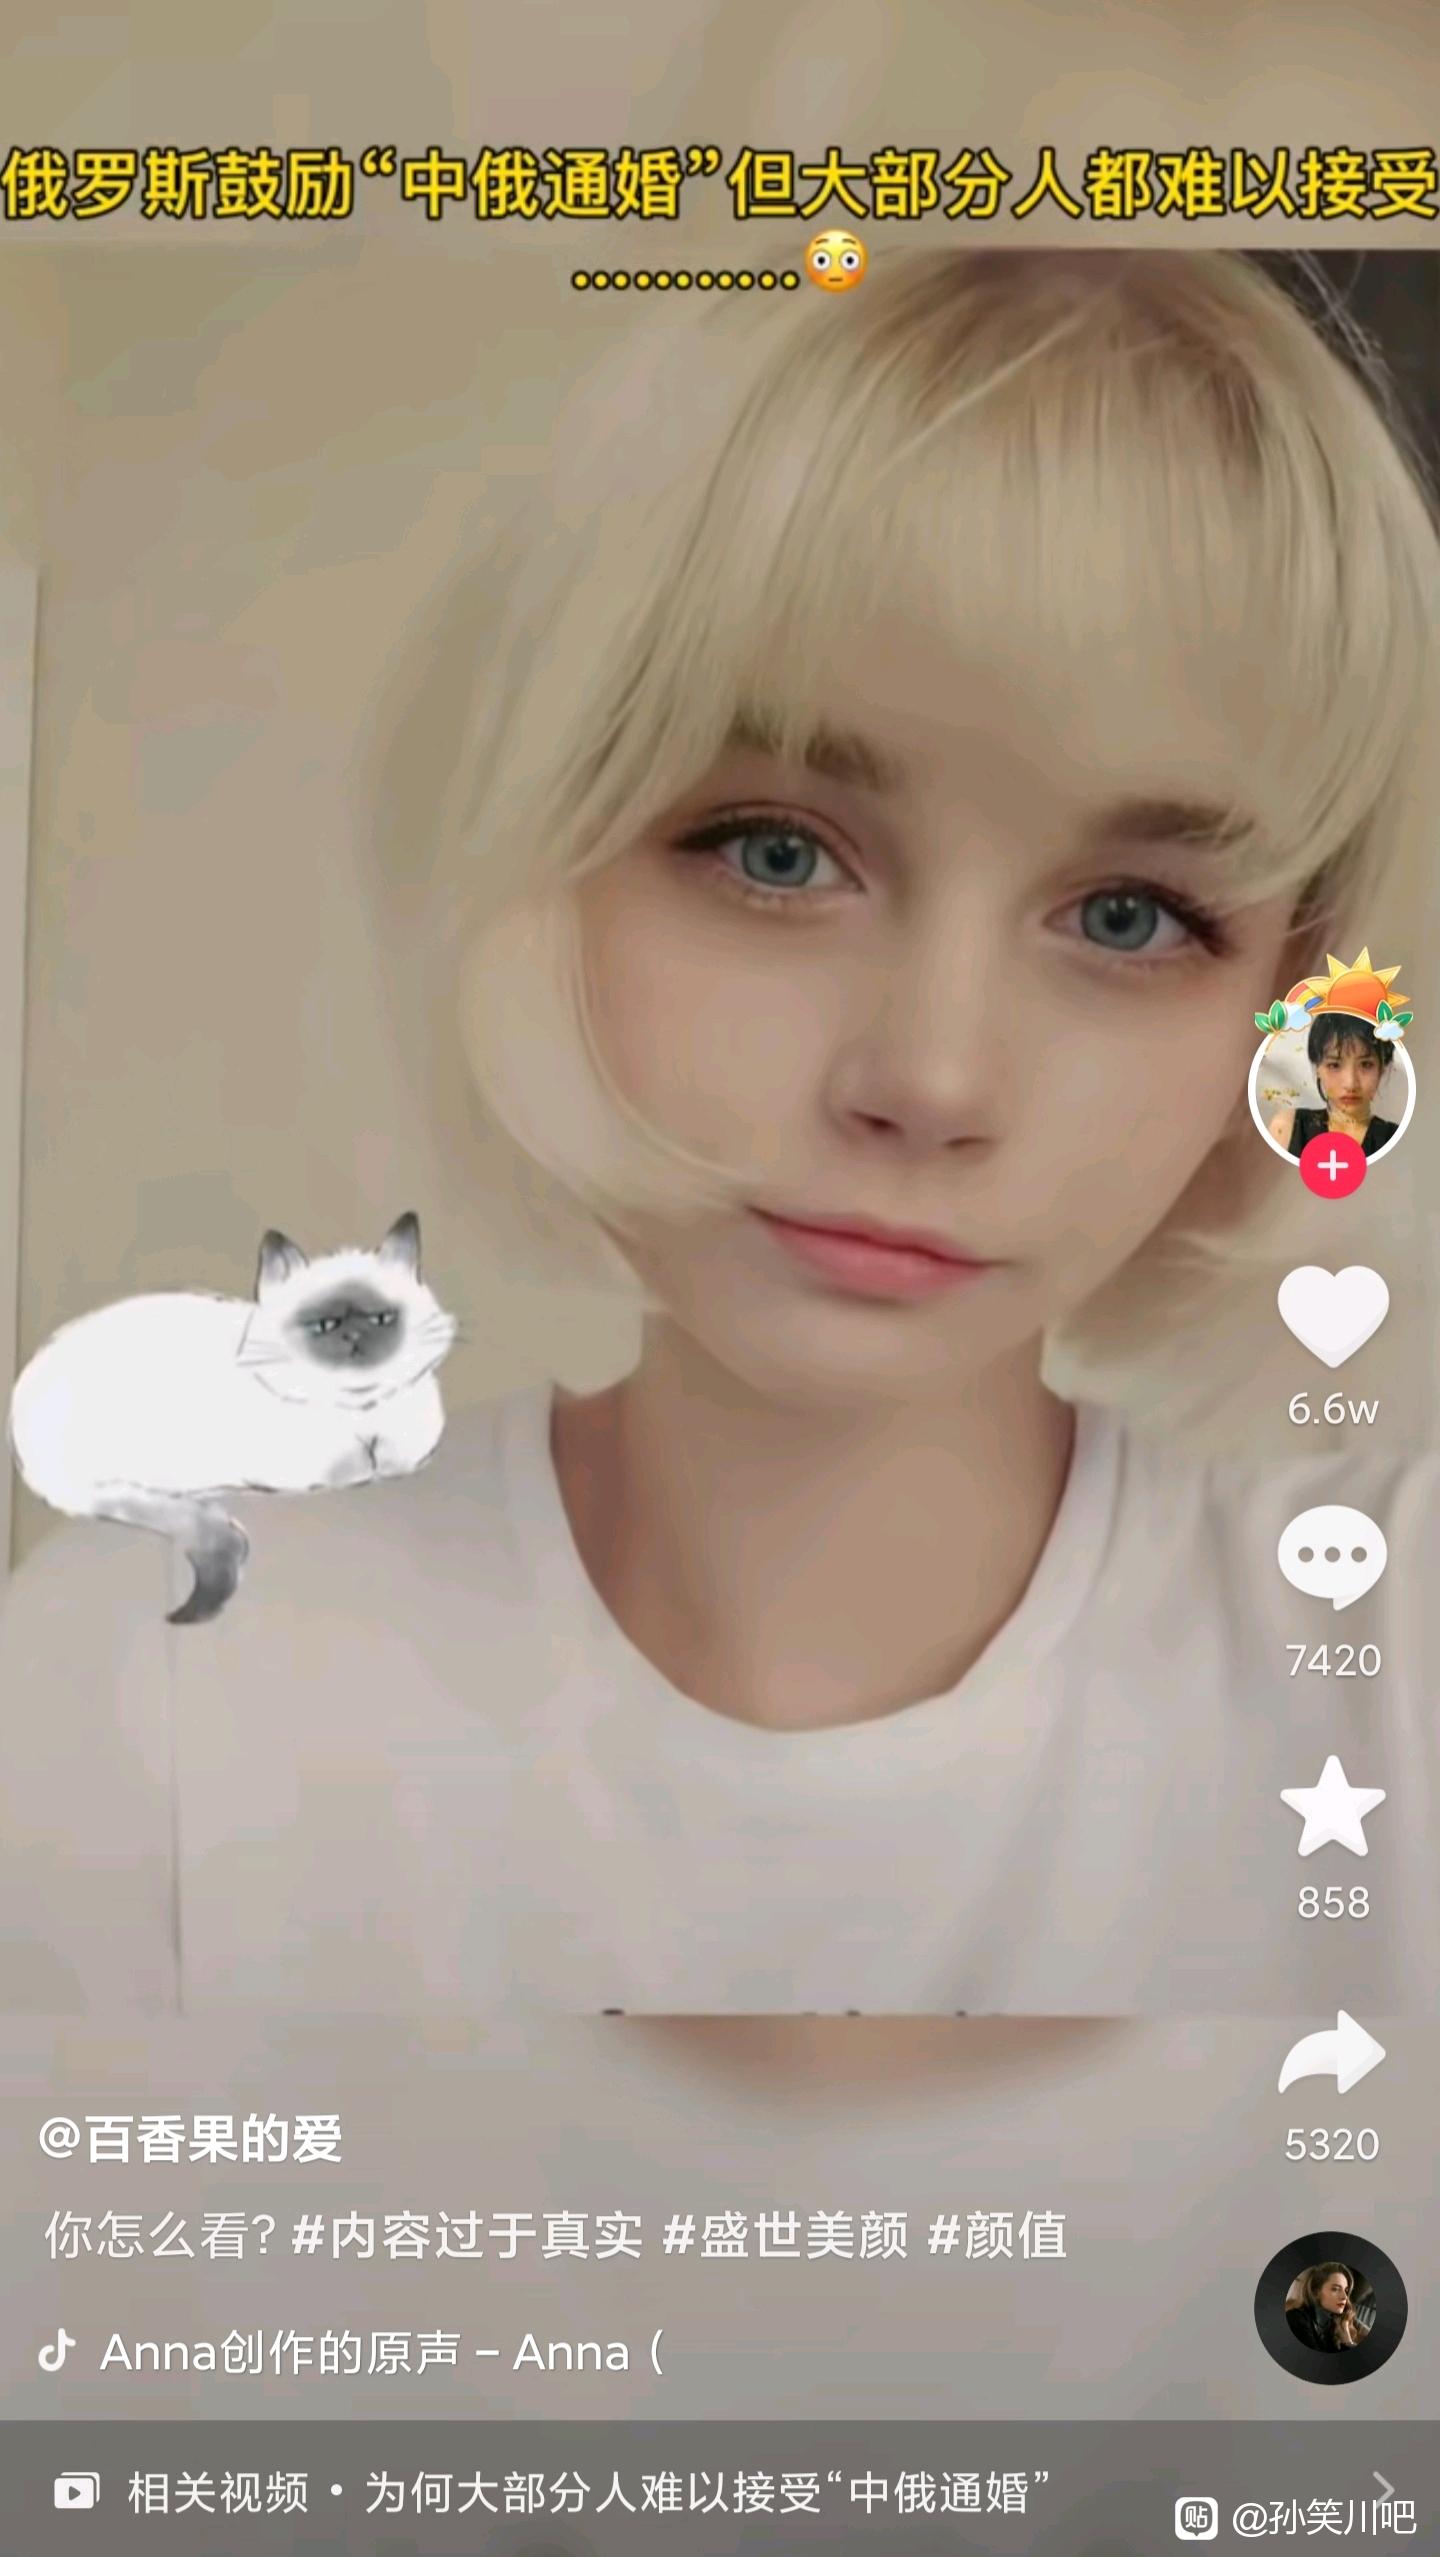 俄罗斯鼓励“中俄通婚”但大部分人都难以接受
...........😳
6.6w
7420
858
5320
@百香果的爱
你怎么看? #内容过于真实 #盛世美颜 #颜值
Anna创作的原声 – Anna (
相关视频 • 为何大部分人难以接受“中俄通婚”
贴 @孙笑川吧